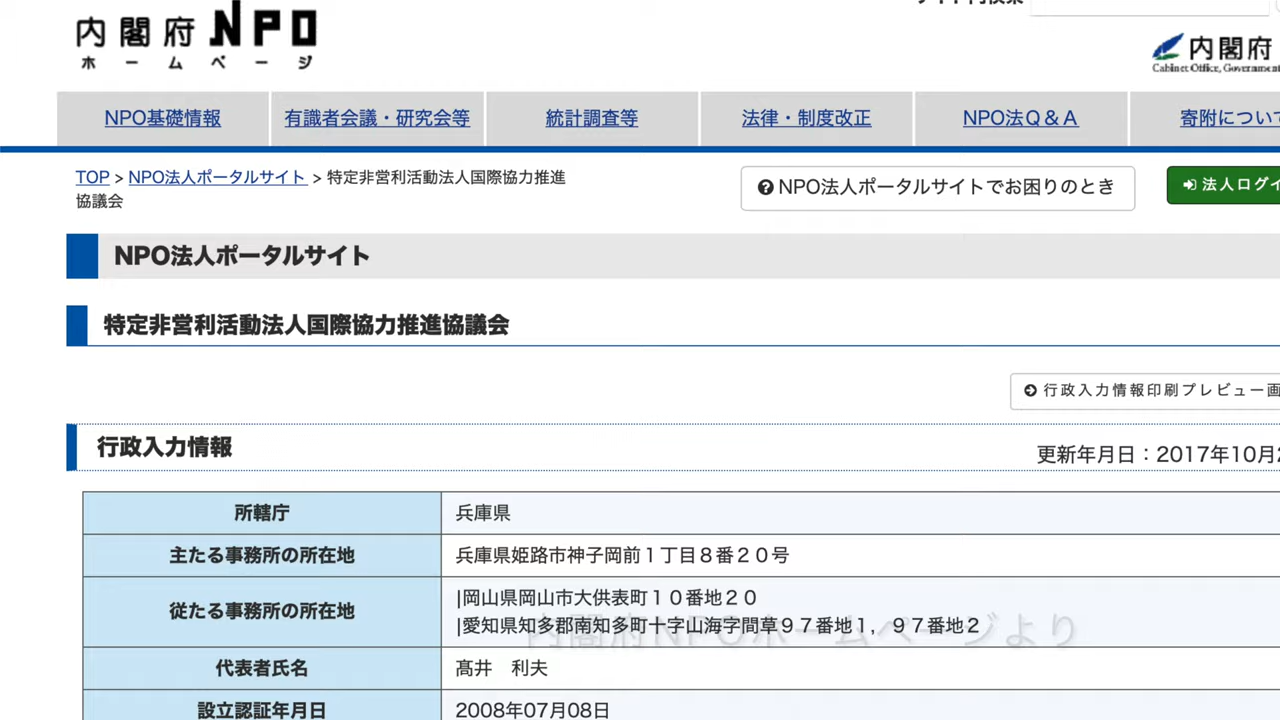 内閣府 NPO
ホームページ
内閣府
Cabinet Office, Government
NPO基礎情報
有識者会議・研究会等
統計調査等
法律・制度改正
NPO法Q&A
寄附につい
TOP > NPO法人ポータルサイト > 特定非営利活動法人国際協力推進
協議会
NPO法人ポータルサイトでお困りのとき
法人ログイ
NPO法人ポータルサイト
特定非営利活動法人国際協力推進協議会
行政入力情報印刷プレビュー画
行政入力情報
更新年月日：2017年10月2
所轄庁 兵庫県
主たる事務所の所在地 兵庫県姫路市神子岡前１丁目８番２０号
従たる事務所の所在地
|岡山県岡山市大供表町１０番地２０
|愛知県知多郡南知多町十字山海字間草９７番地１，９７番地２
内閣府NPOホームページより
代表者氏名 髙井　利夫
設立認証年月日 2008年07月08日